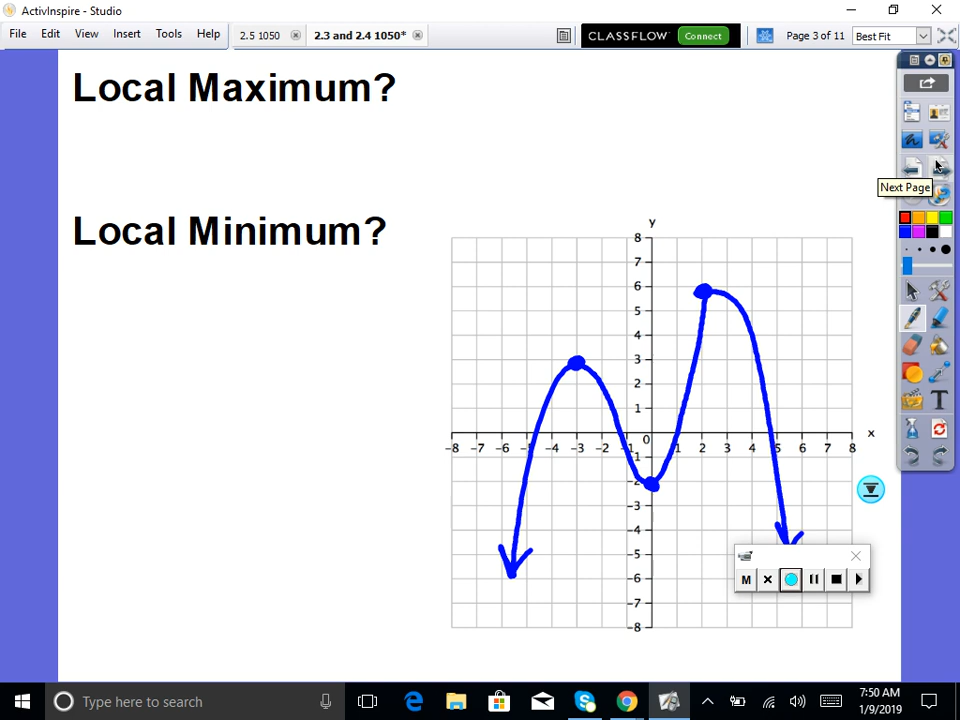 ActivInspire - Studio
File Edit View Insert Tools Help
2.5 1050
2.3 and 2.4 1050*
CLASSFLOW Connect
Page 3 of 11
Best Fit
Local Maximum?
Next Page
Local Minimum?
y
8
7
6
5
4
3
2
1
-8 -7 -6 -5 -4 -3 -2 -1 0 1 2 3 4 5 6 7 8 x
-1
-2
-3
-4
-5
-6
-7
-8
T
M
Type here to search
7:50 AM
1/9/2019